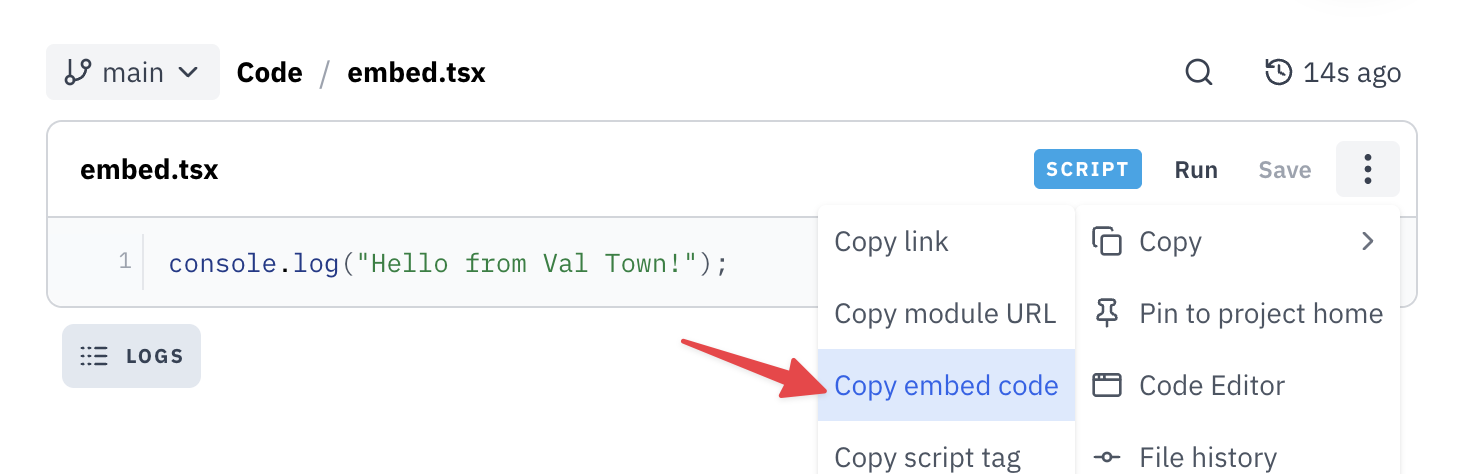 main Code / embed.tsx 14s ago
embed.tsx SCRIPT Run Save
1 console.log("Hello from Val Town!");
LOGS
Copy link
Copy module URL
Copy embed code
Copy script tag
Copy
Pin to project home
Code Editor
File history